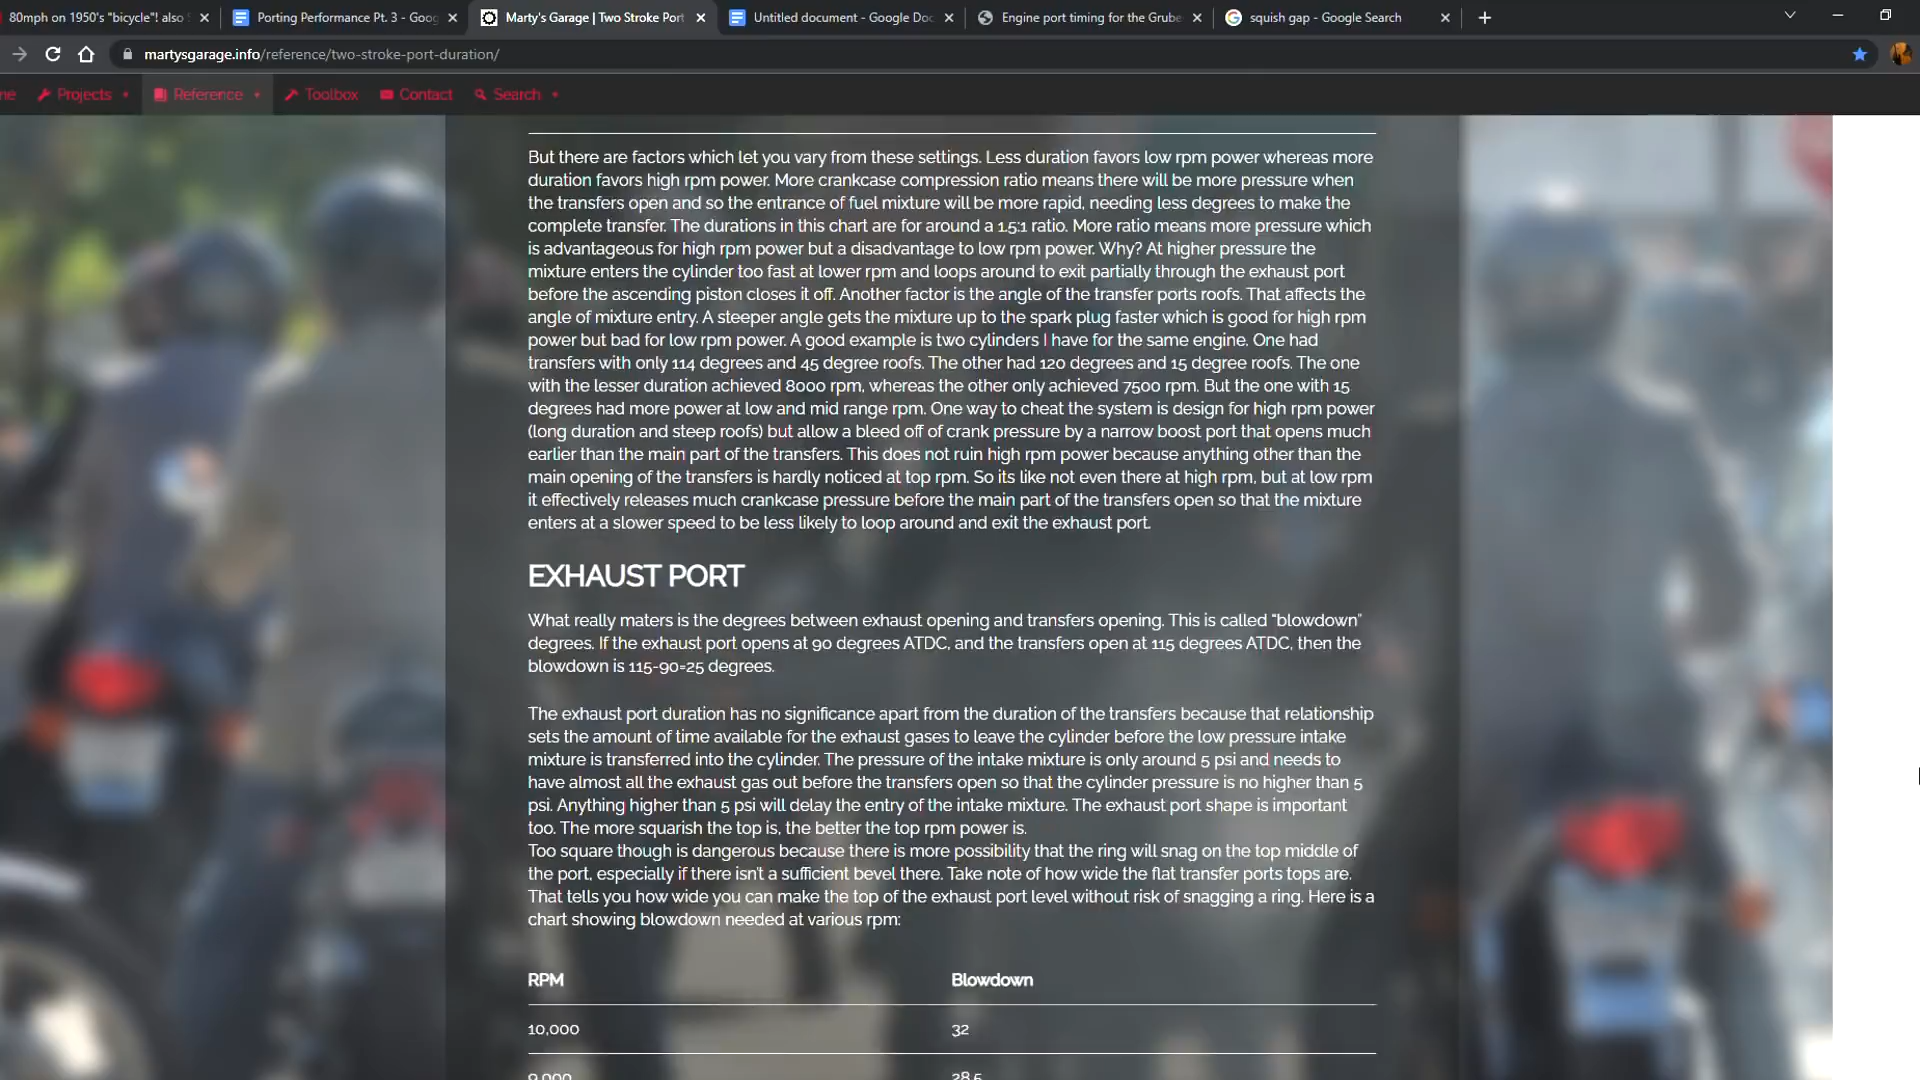 80mph on 1950's "bicycle"! also
Porting Performance Pt. 3 - Goog
Marty's Garage | Two Stroke Port
Untitled document - Google Doc
Engine port timing for the Grube
squish gap - Google Search
martysgarage.info/reference/two-stroke-port-duration/
me
Projects
Reference
Toolbox
Contact
Search
But there are factors which let you vary from these settings. Less duration favors low rpm power whereas more
duration favors high rpm power. More crankcase compression ratio means there will be more pressure when
the transfers open and so the entrance of fuel mixture will be more rapid, needing less degrees to make the
complete transfer. The durations in this chart are for around a 1.5:1 ratio. More ratio means more pressure which
is advantageous for high rpm power but a disadvantage to low rpm power. Why? At higher pressure the
mixture enters the cylinder too fast at lower rpm and loops around to exit partially through the exhaust port
before the ascending piston closes it off. Another factor is the angle of the transfer ports roofs. That affects the
angle of mixture entry. A steeper angle gets the mixture up to the spark plug faster which is good for high rpm
power but bad for low rpm power. A good example is two cylinders I have for the same engine. One had
transfers with only 114 degrees and 45 degree roofs. The other had 120 degrees and 15 degree roofs. The one
with the lesser duration achieved 8000 rpm, whereas the other only achieved 7500 rpm. But the one with 15
degrees had more power at low and mid range rpm. One way to cheat the system is design for high rpm power
(long duration and steep roofs) but allow a bleed off of crank pressure by a narrow boost port that opens much
earlier than the main part of the transfers. This does not ruin high rpm power because anything other than the
main opening of the transfers is hardly noticed at top rpm. So its like not even there at high rpm, but at low rpm
it effectively releases much crankcase pressure before the main part of the transfers open so that the mixture
enters at a slower speed to be less likely to loop around and exit the exhaust port.
EXHAUST PORT
What really maters is the degrees between exhaust opening and transfers opening. This is called “blowdown”
degrees. If the exhaust port opens at 90 degrees ATDC, and the transfers open at 115 degrees ATDC, then the
blowdown is 115-90=25 degrees.
The exhaust port duration has no significance apart from the duration of the transfers because that relationship
sets the amount of time available for the exhaust gases to leave the cylinder before the low pressure intake
mixture is transferred into the cylinder. The pressure of the intake mixture is only around 5 psi and needs to
have almost all the exhaust gas out before the transfers open so that the cylinder pressure is no higher than 5
psi. Anything higher than 5 psi will delay the entry of the intake mixture. The exhaust port shape is important
too. The more squarish the top is, the better the top rpm power is.
Too square though is dangerous because there is more possibility that the ring will snag on the top middle of
the port, especially if there isn't a sufficient bevel there. Take note of how wide the flat transfer ports tops are.
That tells you how wide you can make the top of the exhaust port level without risk of snagging a ring. Here is a
chart showing blowdown needed at various rpm:
RPM Blowdown
10,000 32
9,000 28.5